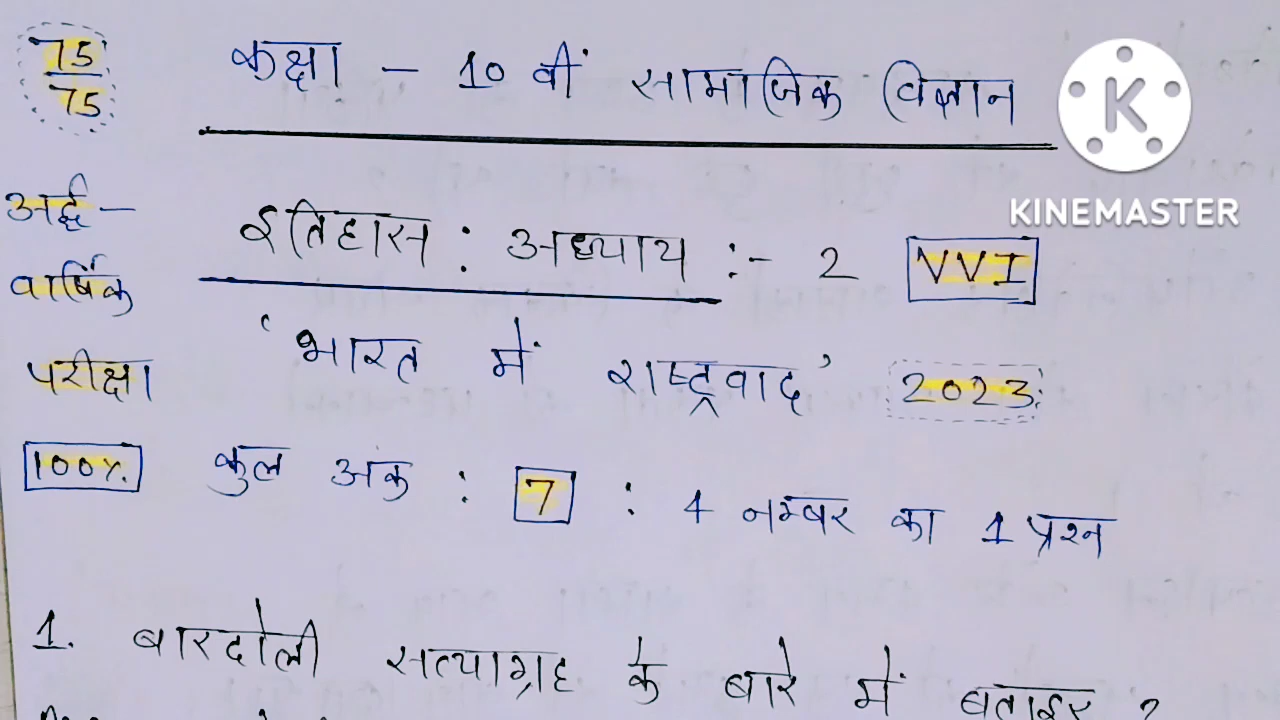 75
75
कक्षा - 10 वीं सामाजिक विज्ञान
KINEMASTER
अर्द्ध -
वार्षिक
परीक्षा
100%.
इतिहास : अध्याय :- 2 VVI
'भारत में राष्ट्रवाद' 2023
कुल अंक : 7 : 4 नम्बर का 1 प्रश्न
1. बारदोली सत्याग्रह के बारे में बताइए ?